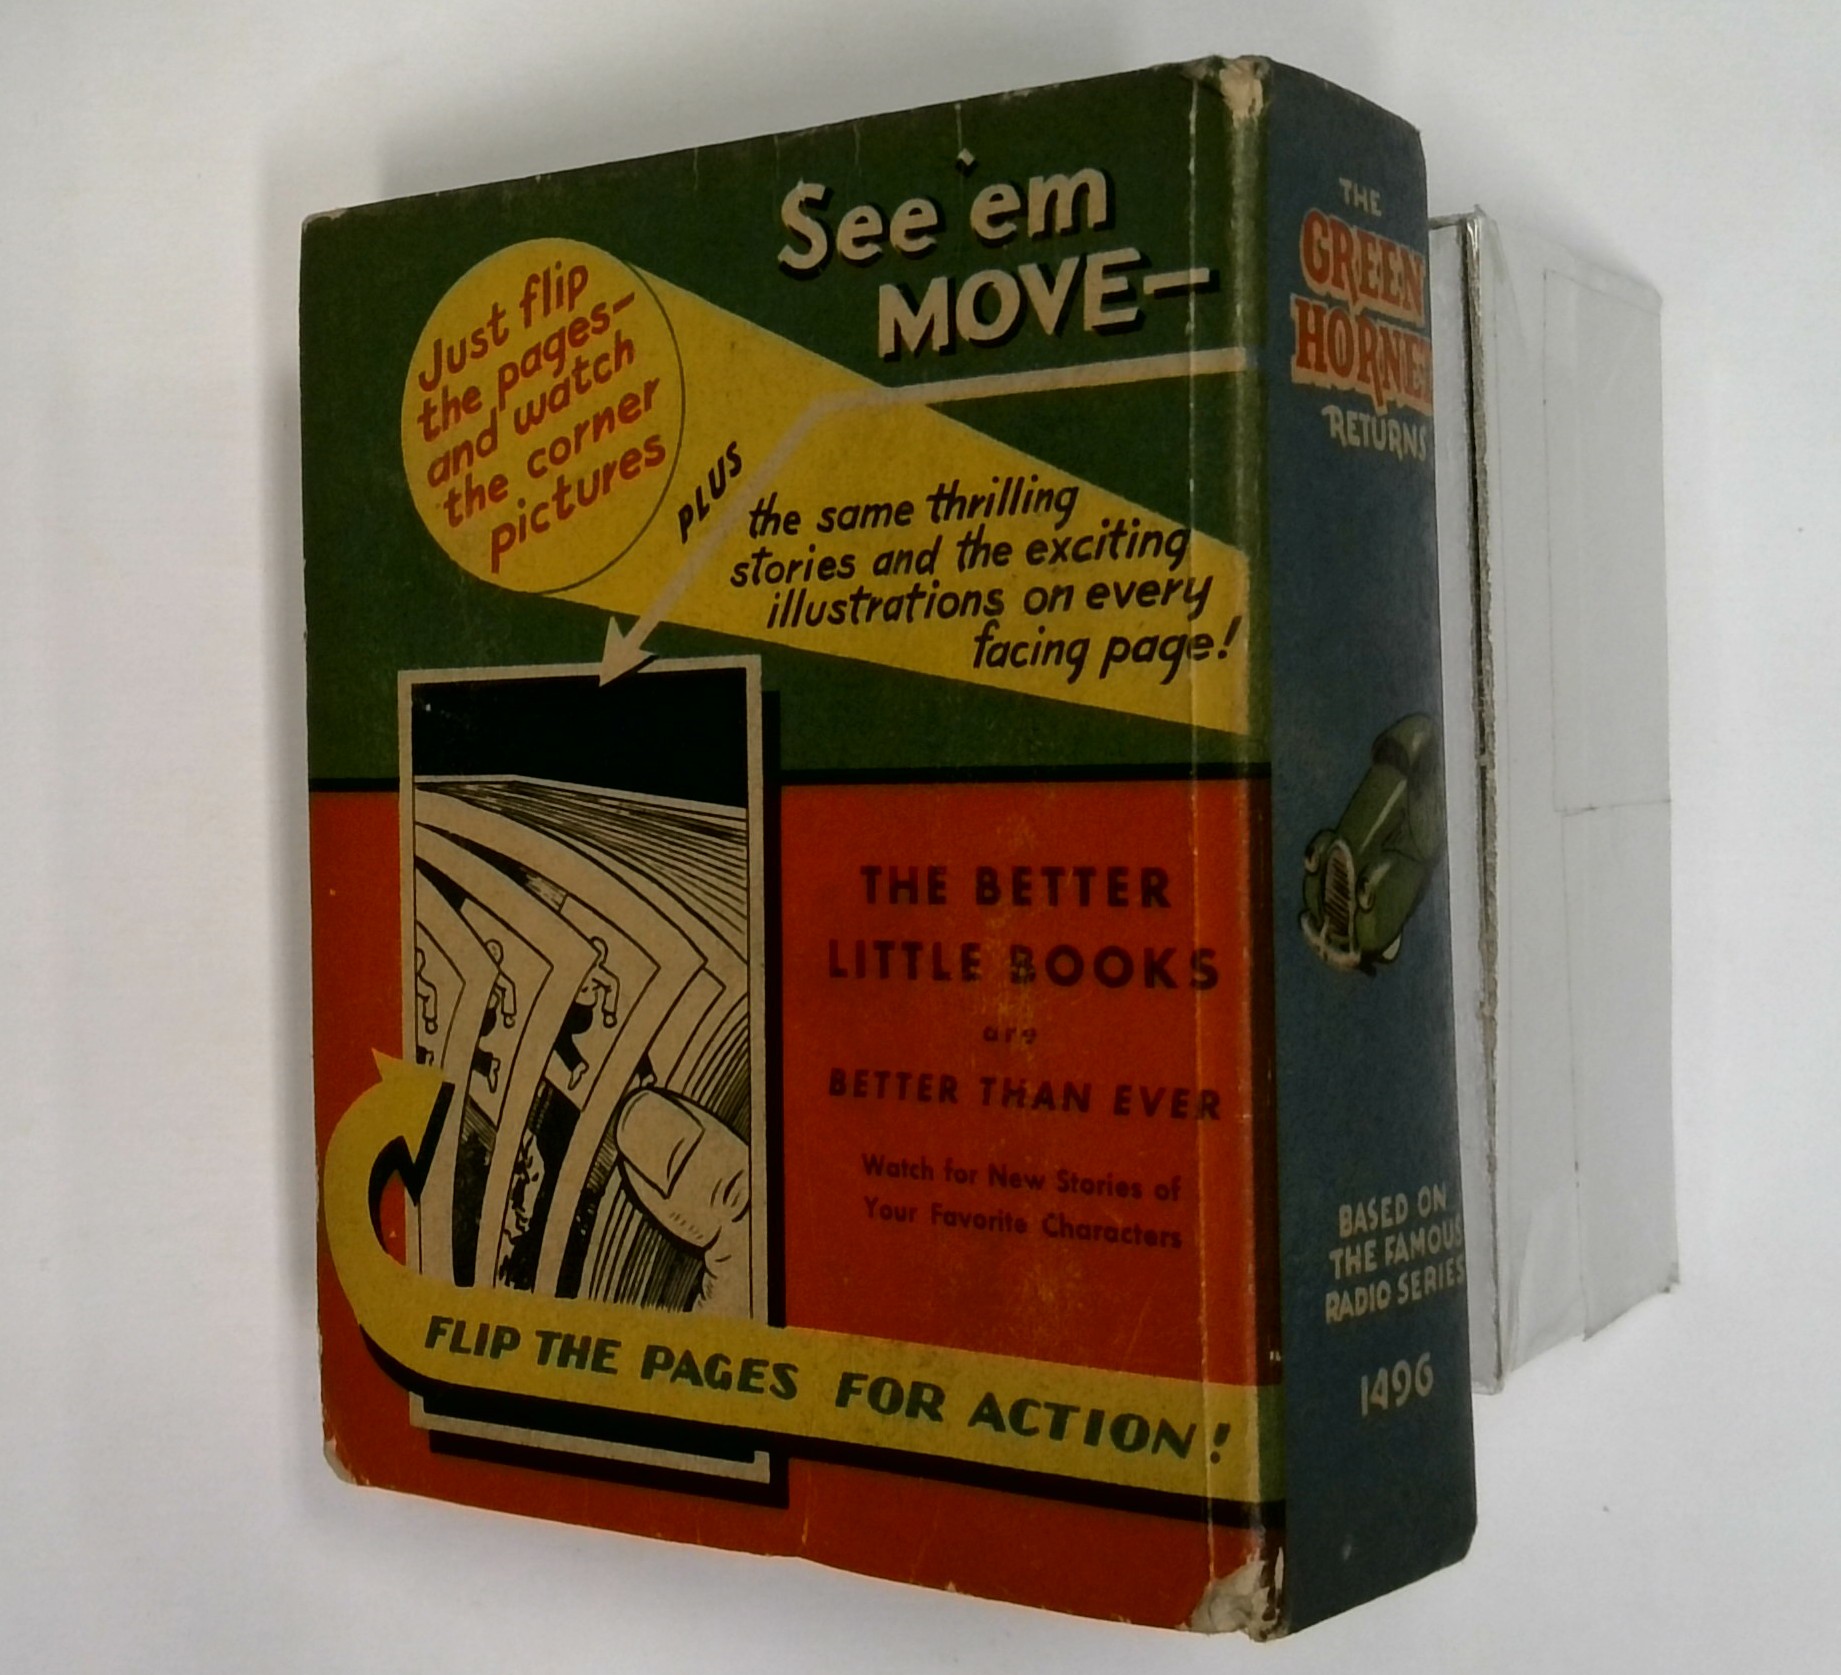 See 'em
MOVE—
Just flip
the pages—
and watch
the corner
pictures
PLUS
the same thrilling
stories and the exciting
illustrations on every
facing page!
THE BETTER
LITTLE BOOKS
are
BETTER THAN EVER
Watch for New Stories of
Your Favorite Characters
FLIP THE PAGES FOR ACTION!
THE
GREEN
HORNET
RETURNS
BASED ON
THE FAMOUS
RADIO SERIES
1496